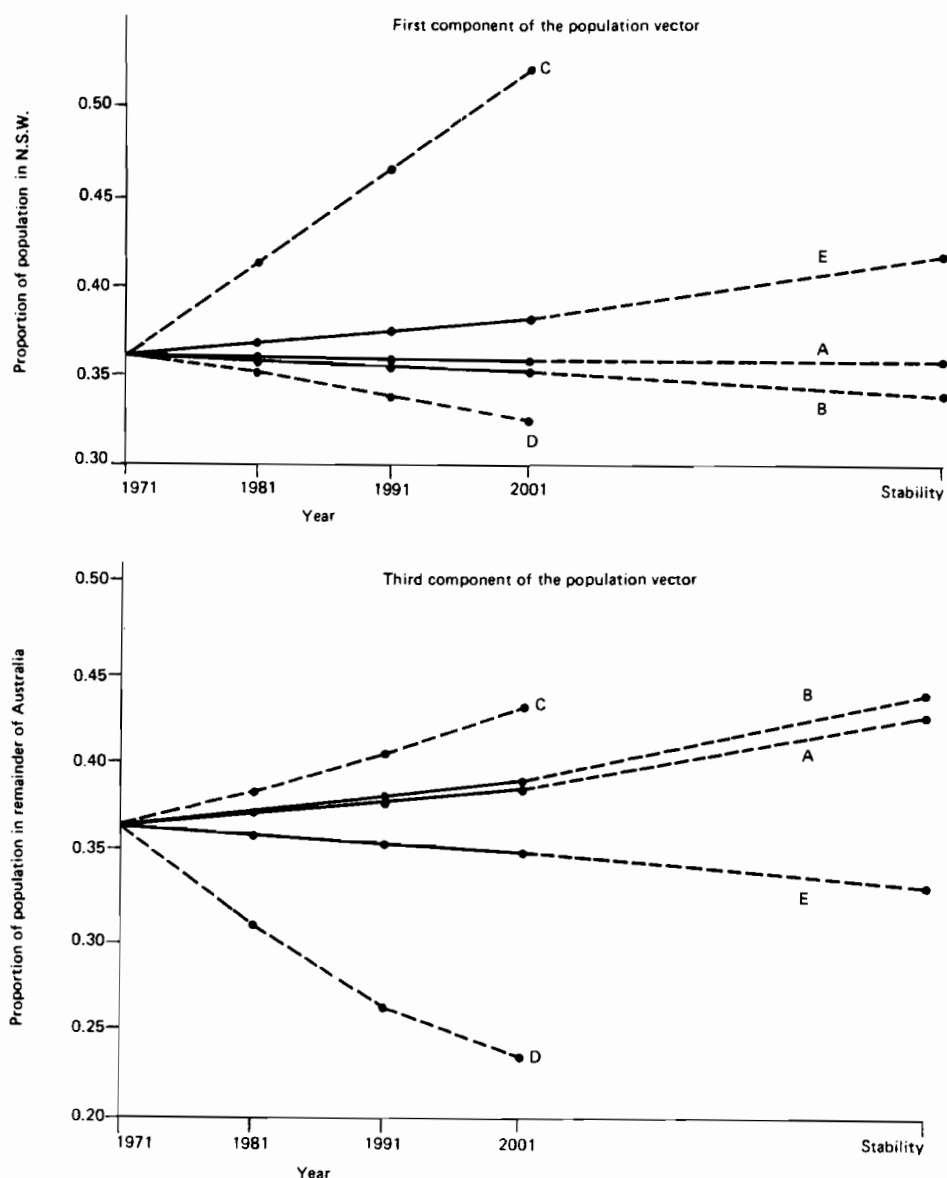 First component of the population vector
Proportion of population in N.S.W.
0.50
0.45
0.40
0.35
0.30
C
E
A
B
D
1971 1981 1991 2001 Stability
Year
Third component of the population vector
Proportion of population in remainder of Australia
0.50
0.45
0.40
0.35
0.30
0.25
0.20
C
B
A
E
D
1971 1981 1991 2001 Stability
Year